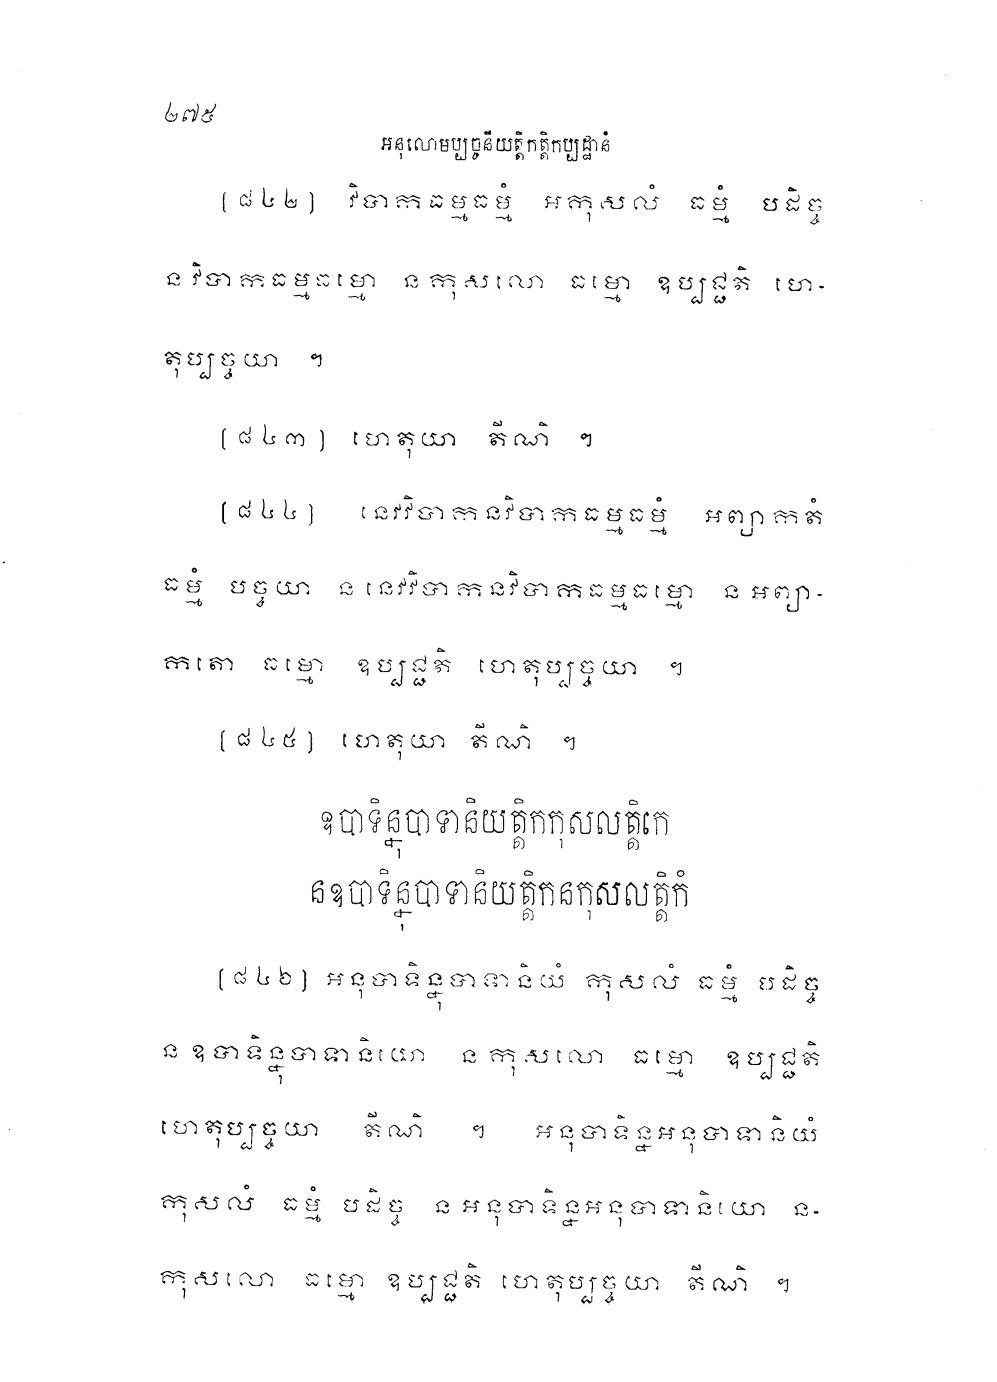 ២៧៥
អនុលោមប្បច្ចនីយត្តិកត្តិកប្បដ្ឋានំ
[៨៤២] វិបាកធម្មធម្មំ អកុសលំ ធម្មំ បដិច្ច
នវិបាកធម្មធម្មោ នកុសលោ ធម្មោ ឧប្បជ្ជតិ ហេ-
តុប្បច្ចយា ។
[៨៤៣] ហេតុយា តីណិ ។
[៨៤៤] នេវវិបាកនវិបាកធម្មធម្មំ អព្យាកតំ
ធម្មំ បច្ចយា ន នេវវិបាកនវិបាកធម្មធម្មោ ន អព្យា-
កតោ ធម្មោ ឧប្បជ្ជតិ ហេតុប្បច្ចយា ។
[៨៤៥] ហេតុយា តីណិ ។
ឧបាទិន្នុបាទានិយត្តិកកុសលត្តិកេ
នឧបាទិន្នុបាទានិយត្តិកនកុសលត្តិកំ
[៨៤៦] អនុបាទិន្នុបាទានិយំ កុសលំ ធម្មំ បដិច្ច
ន ឧបាទិន្នុបាទានិយោ ន កុសលោ ធម្មោ ឧប្បជ្ជតិ
ហេតុប្បច្ចយា តីណិ ។ អនុបាទិន្នអនុបាទានិយំ
កុសលំ ធម្មំ បដិច្ច ន អនុបាទិន្នអនុបាទានិយោ ន-
កុសលោ ធម្មោ ឧប្បជ្ជតិ ហេតុប្បច្ចយា តីណិ ។